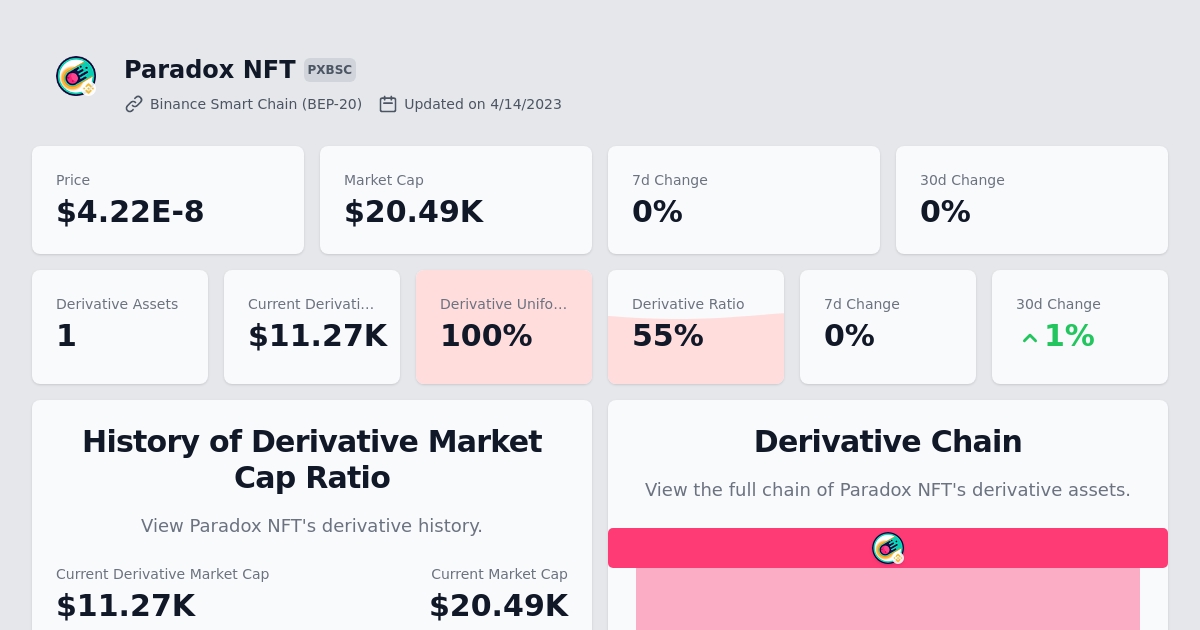 Paradox NFT PXBSC
Binance Smart Chain (BEP-20) Updated on 4/14/2023
Price
$4.22E-8
Market Cap
$20.49K
7d Change
0%
30d Change
0%
Derivative Assets
1
Current Derivati...
$11.27K
Derivative Unifo...
100%
Derivative Ratio
55%
7d Change
0%
30d Change
1%
History of Derivative Market
Cap Ratio
View Paradox NFT's derivative history.
Current Derivative Market Cap
$11.27K
Current Market Cap
$20.49K
Derivative Chain
View the full chain of Paradox NFT's derivative assets.